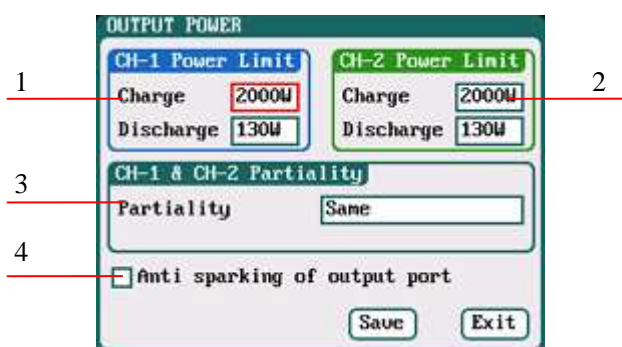 OUTPUT POWER
CH-1 Power Limit CH-2 Power Limit
1 Charge 2000W Charge 2000W 2
Discharge 130W Discharge 130W
CH-1 & CH-2 Partiality
3 Partiality Same
4 Anti sparking of output port
Save Exit